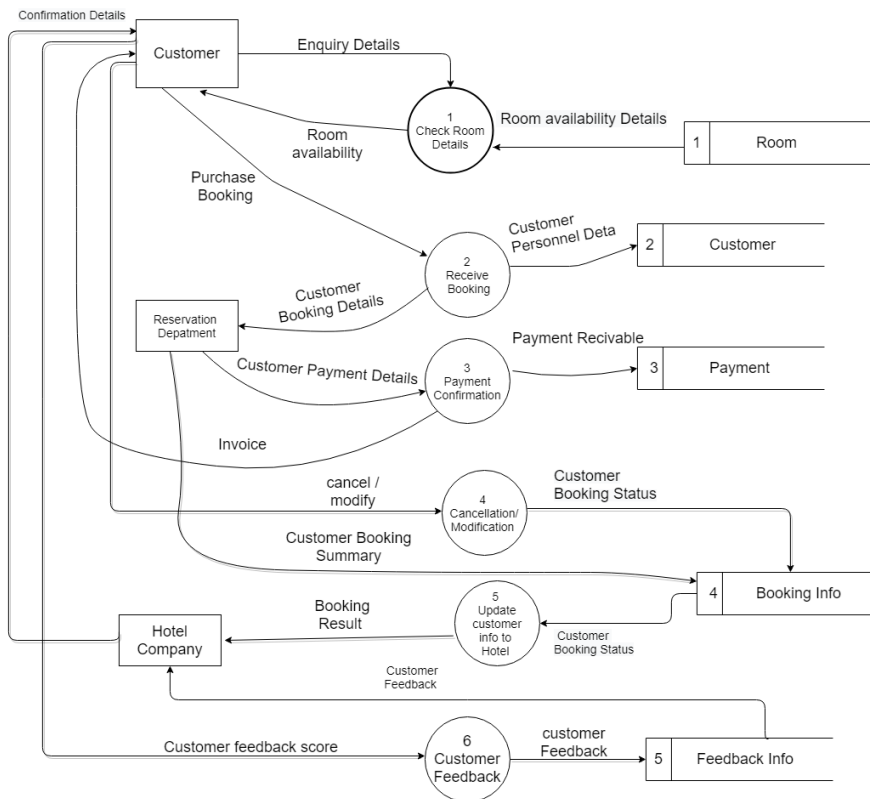 Confirmation Details
Customer
Enquiry Details
1
Check Room
Details
Room availability Details
1
Room
Room
availability
Purchase
Booking
Customer
Personnel Deta
2
Customer
2
Receive
Booking
Customer
Booking Details
Reservation
Depatment
Payment Recivable
3
Payment
3
Payment
Confirmation
Customer Payment Details
Invoice
cancel /
modify
4
Cancellation/
Modification
Customer
Booking Status
Customer Booking
Summary
4
Booking Info
5
Update
customer
info to
Hotel
Booking
Result
Customer
Booking Status
Hotel
Company
Customer
Feedback
Customer feedback score
6
Customer
Feedback
customer
Feedback
5
Feedback Info